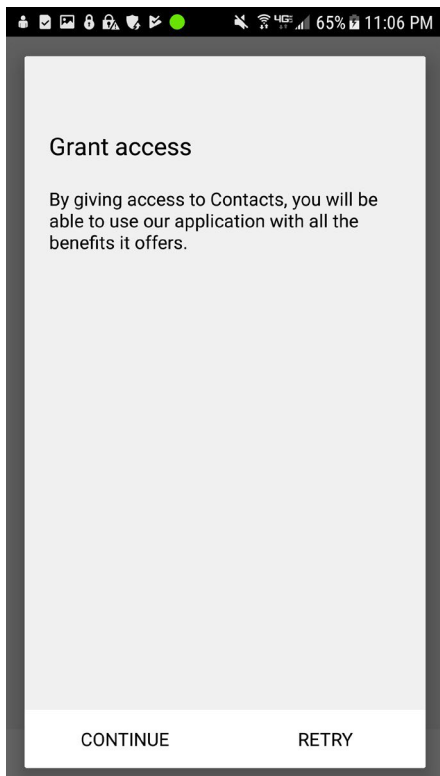 4G 65% 11:06 PM
Grant access
By giving access to Contacts, you will be
able to use our application with all the
benefits it offers.
CONTINUE RETRY